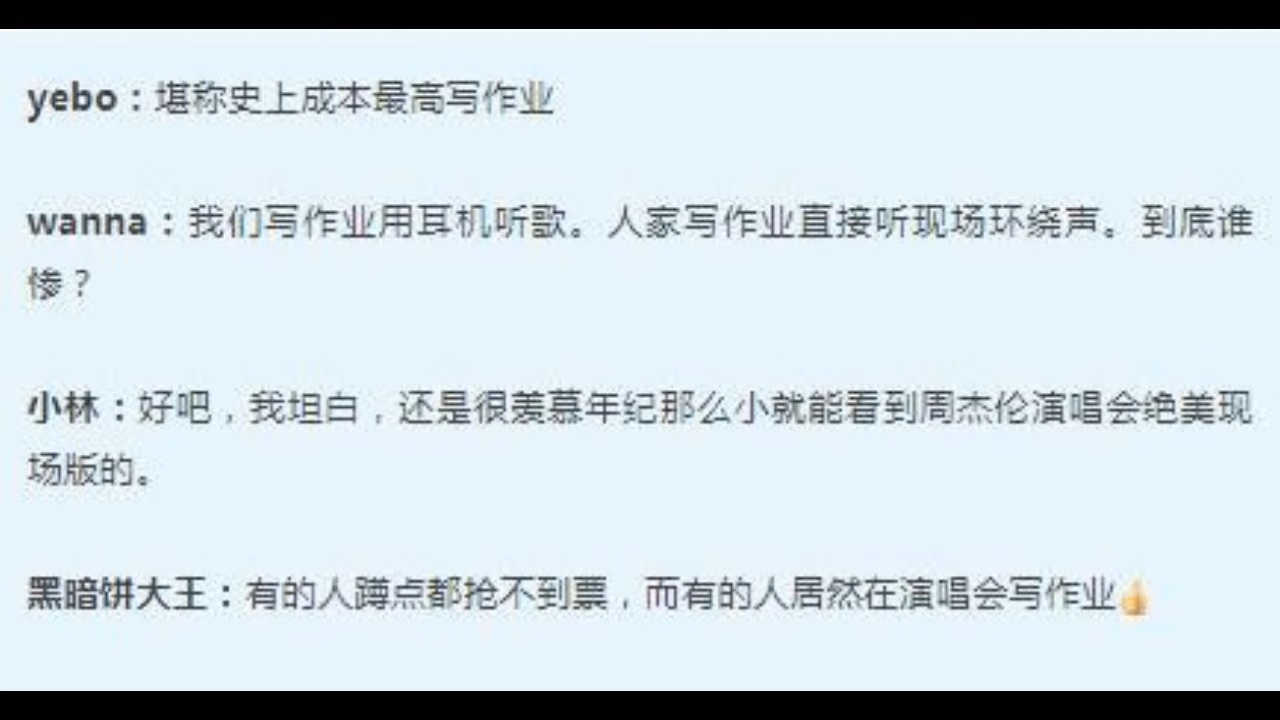 yebo：堪称史上成本最高写作业
wanna：我们写作业用耳机听歌。人家写作业直接听现场环绕声。到底谁
惨？
小林：好吧，我坦白，还是很羡慕年纪那么小就能看到周杰伦演唱会绝美现
场版的。
黑暗饼大王：有的人蹲点都抢不到票，而有的人居然在演唱会写作业👍